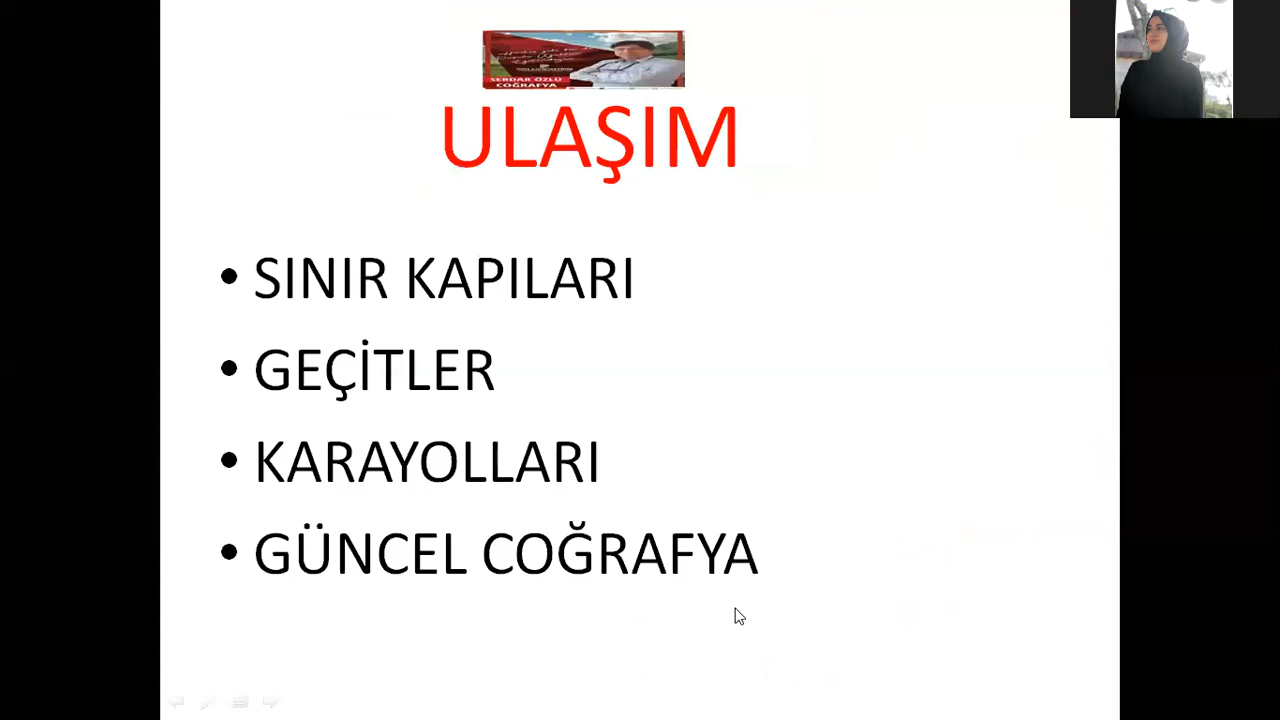 SERDAR ÖZLÜ
COĞRAFYA
ULAŞIM
• SINIR KAPILARI
• GEÇİTLER
• KARAYOLLARI
• GÜNCEL COĞRAFYA